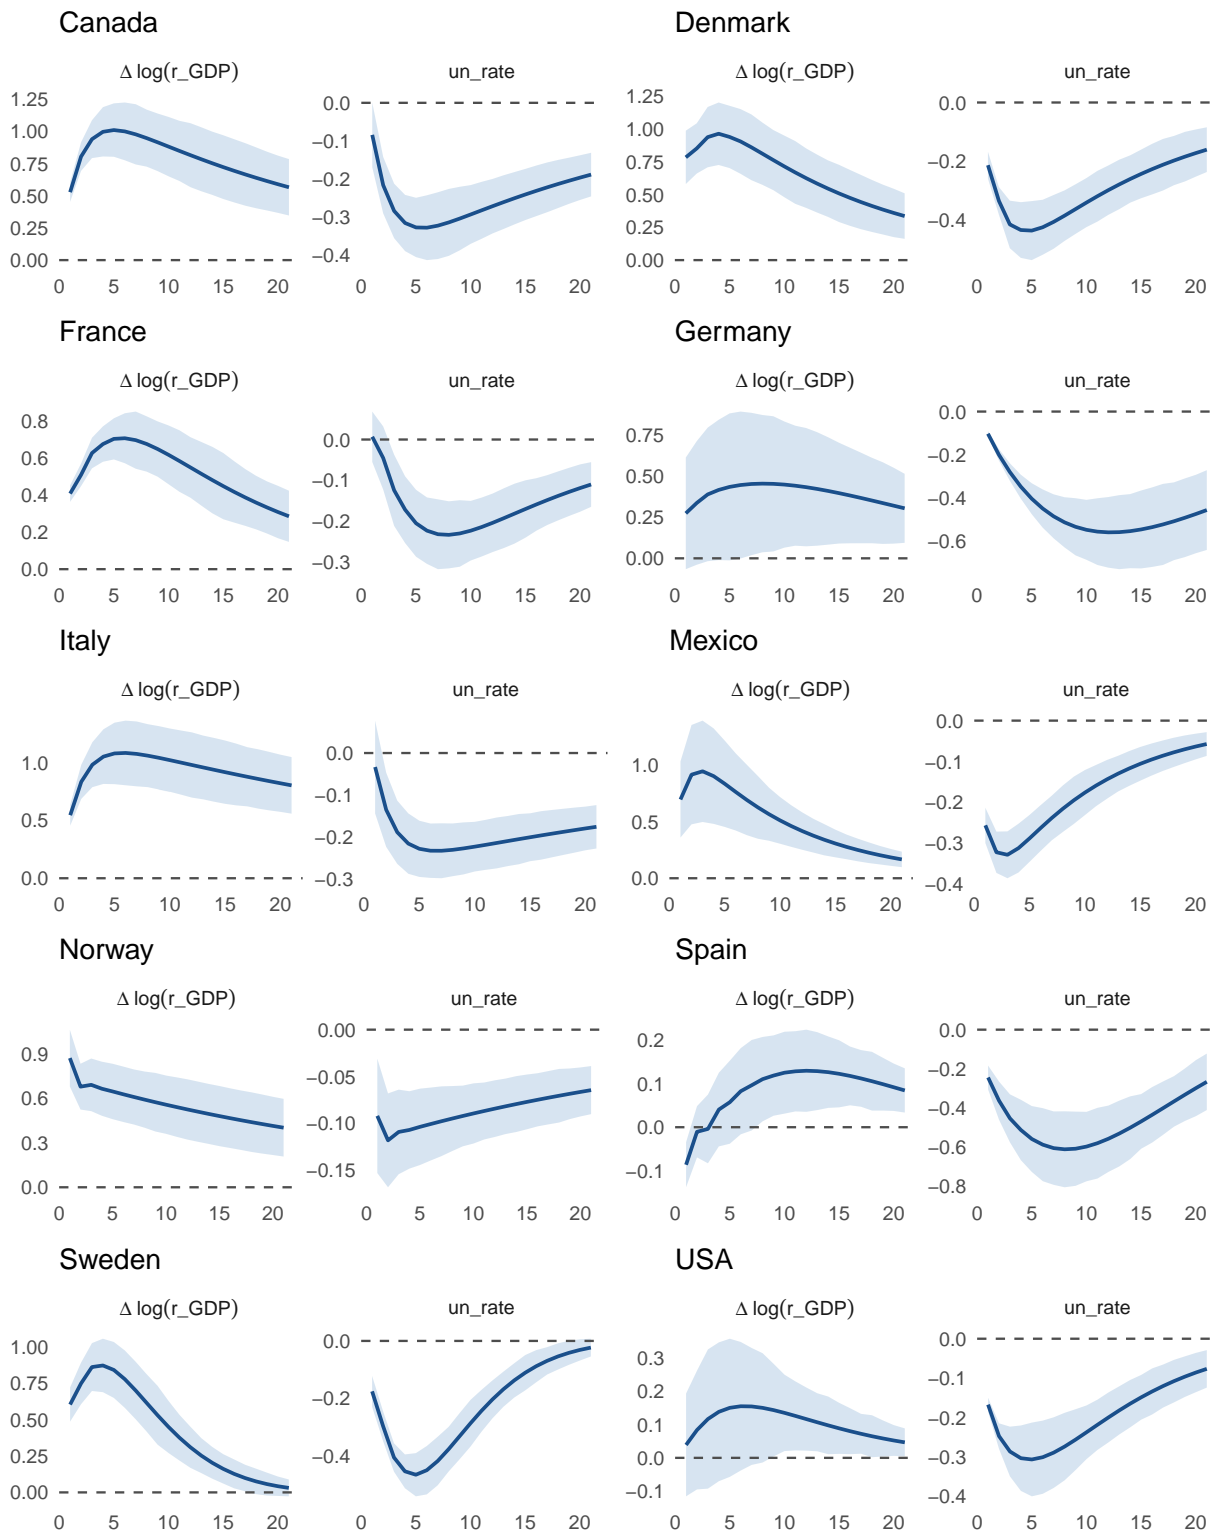 Canada
Denmark
Δ log(r_GDP)
un_rate
Δ log(r_GDP)
un_rate
1.25
1.00
0.75
0.50
0.25
0.00
0.0
−0.1
−0.2
−0.3
−0.4
1.25
1.00
0.75
0.50
0.25
0.00
0.0
−0.2
−0.4
0 5 10 15 20
0 5 10 15 20
0 5 10 15 20
0 5 10 15 20
France
Germany
Δ log(r_GDP)
un_rate
Δ log(r_GDP)
un_rate
0.8
0.6
0.4
0.2
0.0
0.0
−0.1
−0.2
−0.3
0.75
0.50
0.25
0.00
0.0
−0.2
−0.4
−0.6
0 5 10 15 20
0 5 10 15 20
0 5 10 15 20
0 5 10 15 20
Italy
Mexico
Δ log(r_GDP)
un_rate
Δ log(r_GDP)
un_rate
1.0
0.5
0.0
0.0
−0.1
−0.2
−0.3
1.0
0.5
0.0
0.0
−0.1
−0.2
−0.3
−0.4
0 5 10 15 20
0 5 10 15 20
0 5 10 15 20
0 5 10 15 20
Norway
Spain
Δ log(r_GDP)
un_rate
Δ log(r_GDP)
un_rate
0.9
0.6
0.3
0.0
0.00
−0.05
−0.10
−0.15
0.2
0.1
0.0
−0.1
0.0
−0.2
−0.4
−0.6
−0.8
0 5 10 15 20
0 5 10 15 20
0 5 10 15 20
0 5 10 15 20
Sweden
USA
Δ log(r_GDP)
un_rate
Δ log(r_GDP)
un_rate
1.00
0.75
0.50
0.25
0.00
0.0
−0.2
−0.4
0.3
0.2
0.1
0.0
−0.1
0.0
−0.1
−0.2
−0.3
−0.4
0 5 10 15 20
0 5 10 15 20
0 5 10 15 20
0 5 10 15 20